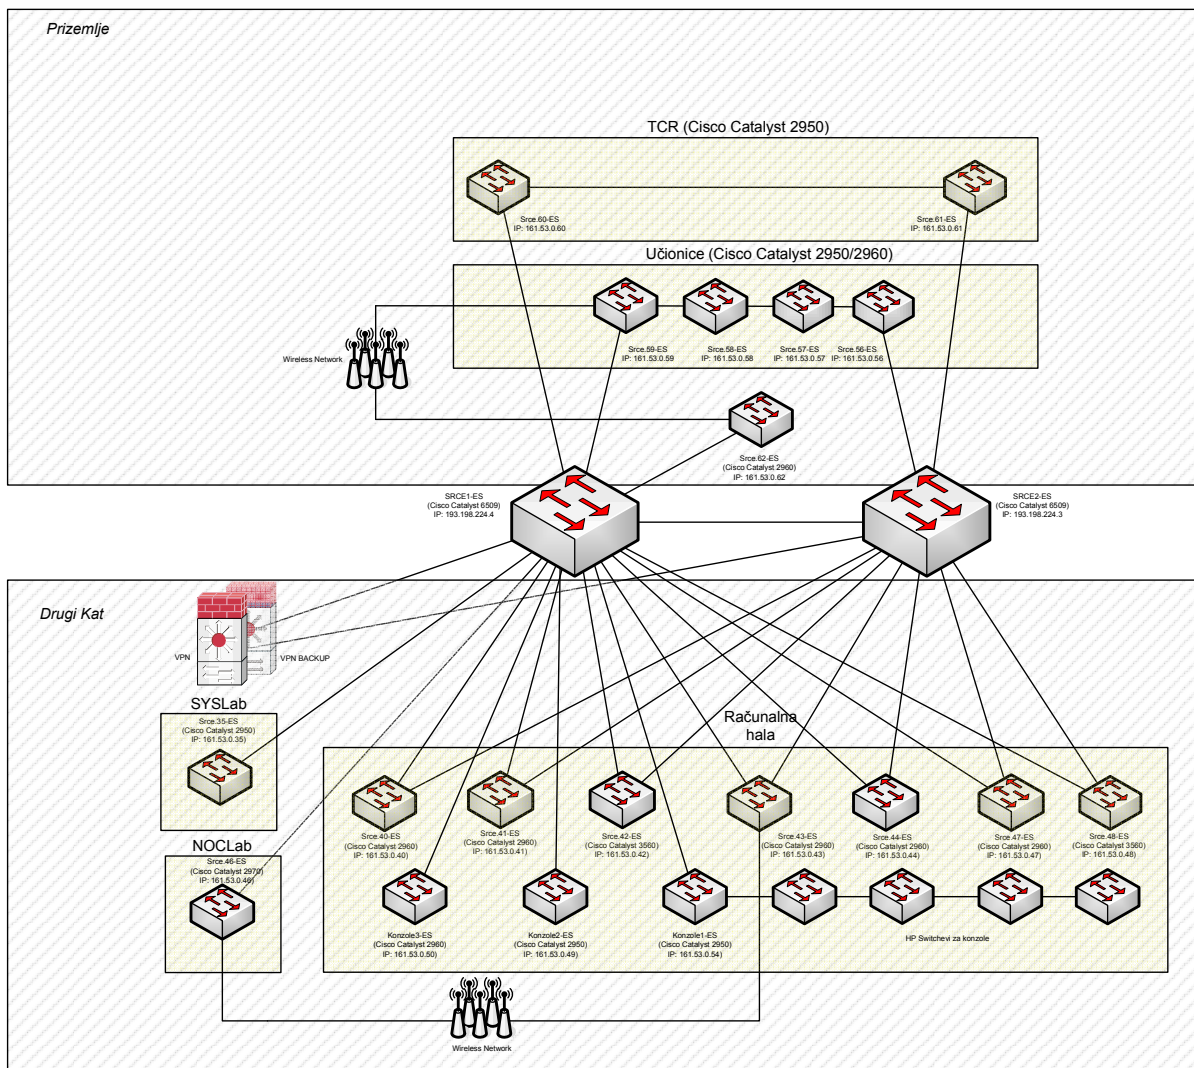 Prizemlje
TCR (Cisco Catalyst 2950)
Srce.60-ES
IP: 161.53.0.60
Srce.61-ES
IP: 161.53.0.61
Učionice (Cisco Catalyst 2950/2960)
Srce.59-ES
IP: 161.53.0.59
Srce.58-ES
IP: 161.53.0.58
Srce.57-ES
IP: 161.53.0.57
Srce.56-ES
IP: 161.53.0.56
Wireless Network
Srce.62-ES
(Cisco Catalyst 2960)
IP: 161.53.0.62
SRCE1-ES
(Cisco Catalyst 6509)
IP: 193.198.224.4
SRCE2-ES
(Cisco Catalyst 6509)
IP: 193.198.224.3
Drugi Kat
VPN
VPN BACKUP
SYSLab
Srce.35-ES
(Cisco Catalyst 2950)
IP: 161.53.0.35)
NOCLab
Srce.46-ES
(Cisco Catalyst 2970)
IP: 161.53.0.46)
Računalna
hala
Srce.40-ES
(Cisco Catalyst 2960)
IP: 161.53.0.40)
Srce.41-ES
(Cisco Catalyst 2960)
IP: 161.53.0.41)
Srce.42-ES
(Cisco Catalyst 3560)
IP: 161.53.0.42)
Srce.43-ES
(Cisco Catalyst 2960)
IP: 161.53.0.43)
Srce.44-ES
(Cisco Catalyst 2960)
IP: 161.53.0.44)
Srce.47-ES
(Cisco Catalyst 2960)
IP: 161.53.0.47)
Srce.48-ES
(Cisco Catalyst 3560)
IP: 161.53.0.48)
Konzole3-ES
(Cisco Catalyst 2960)
IP: 161.53.0.50)
Konzole2-ES
(Cisco Catalyst 2950)
IP: 161.53.0.49)
Konzole1-ES
(Cisco Catalyst 2950)
IP: 161.53.0.54)
HP Switchevi za konzole
Wireless Network